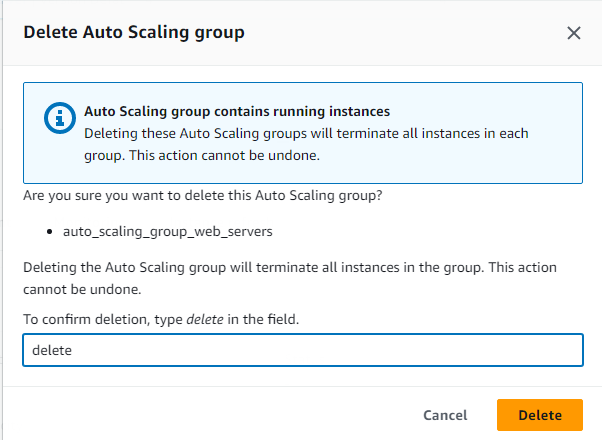 Delete Auto Scaling group
Auto Scaling group contains running instances
Deleting these Auto Scaling groups will terminate all instances in each
group. This action cannot be undone.
Are you sure you want to delete this Auto Scaling group?
• auto_scaling_group_web_servers
Deleting the Auto Scaling group will terminate all instances in the group. This action
cannot be undone.
To confirm deletion, type delete in the field.
delete
Cancel Delete